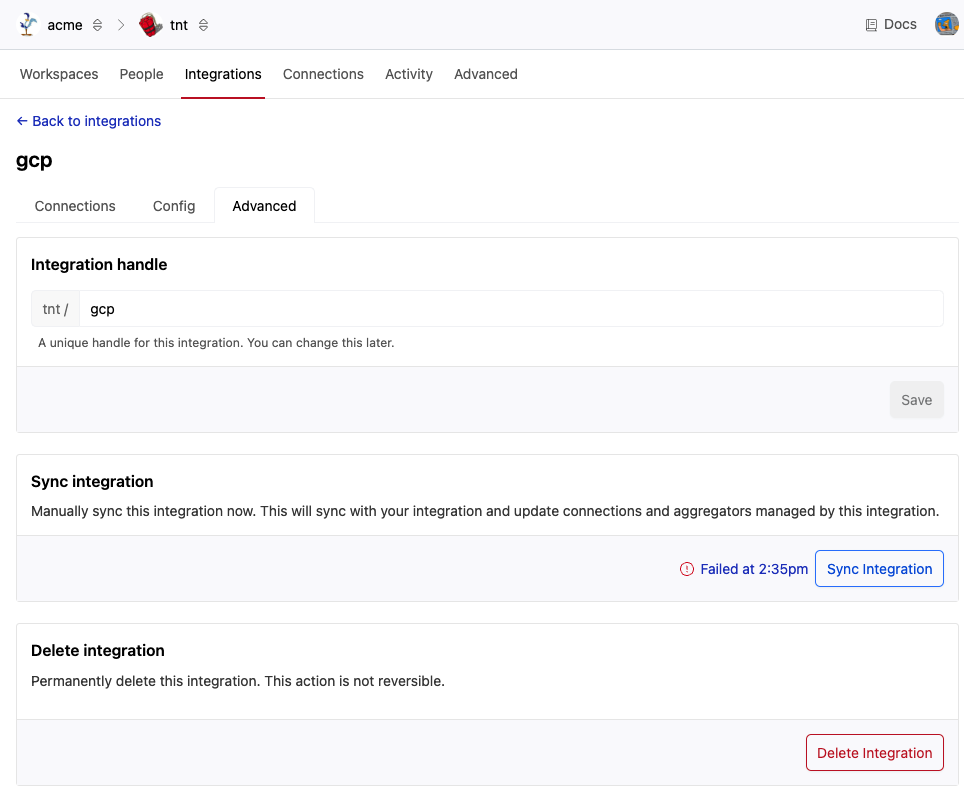 acme tnt Docs
Workspaces People Integrations Connections Activity Advanced
← Back to integrations
gcp
Connections Config Advanced
Integration handle
tnt / gcp
A unique handle for this integration. You can change this later.
Save
Sync integration
Manually sync this integration now. This will sync with your integration and update connections and aggregators managed by this integration.
Failed at 2:35pm Sync Integration
Delete integration
Permanently delete this integration. This action is not reversible.
Delete Integration